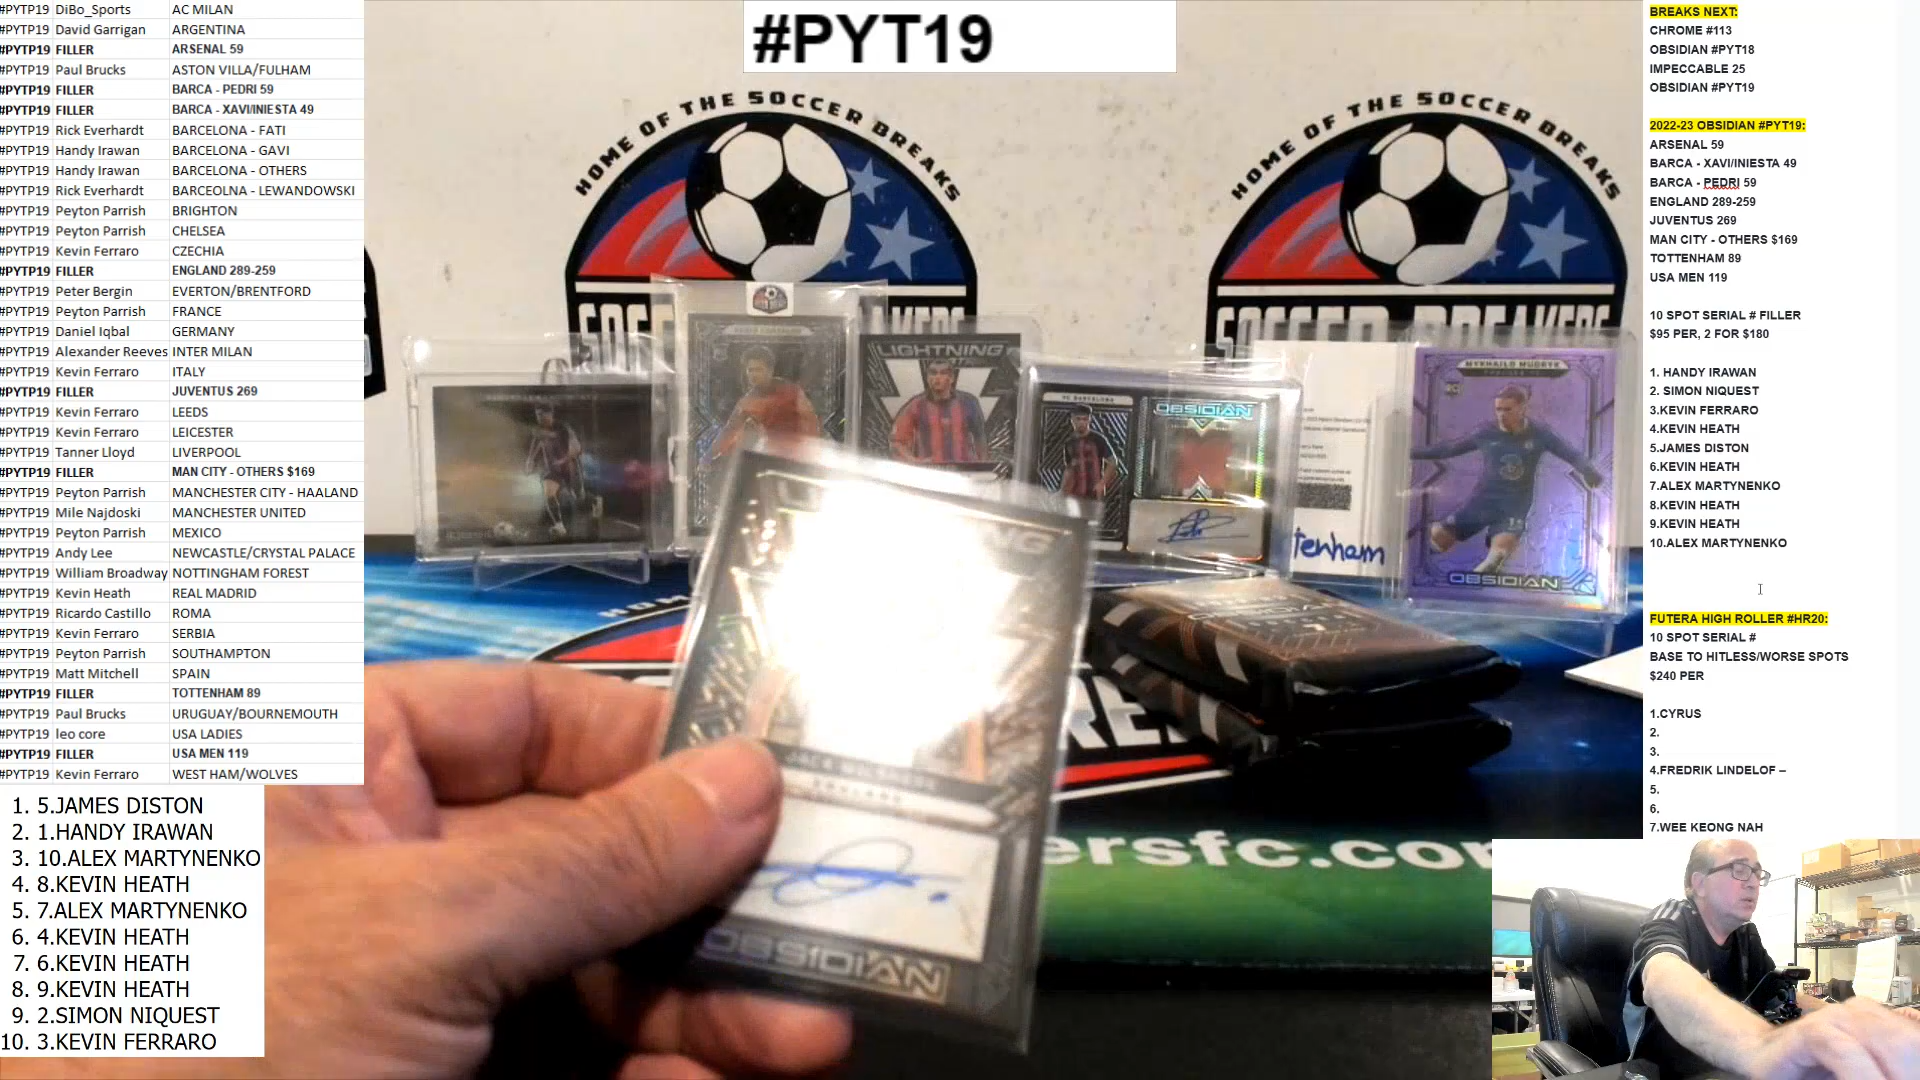 #PYTP19 DiBo_Sports AC MILAN
#PYTP19 David Garrigan ARGENTINA
#PYTP19 FILLER ARSENAL 59
#PYTP19 Paul Brucks ASTON VILLA/FULHAM
#PYTP19 FILLER BARCA - PEDRI 59
#PYTP19 FILLER BARCA - XAVI/INIESTA 49
#PYTP19 Rick Everhardt BARCELONA - FATI
#PYTP19 Handy Irawan BARCELONA - GAVI
#PYTP19 Handy Irawan BARCELONA - OTHERS
#PYTP19 Rick Everhardt BARCEOLNA - LEWANDOWSKI
#PYTP19 Peyton Parrish BRIGHTON
#PYTP19 Peyton Parrish CHELSEA
#PYTP19 Kevin Ferraro CZECHIA
#PYTP19 FILLER ENGLAND 289-259
#PYTP19 Peter Bergin EVERTON/BRENTFORD
#PYTP19 Peyton Parrish FRANCE
#PYTP19 Daniel Iqbal GERMANY
#PYTP19 Alexander Reeves INTER MILAN
#PYTP19 Kevin Ferraro ITALY
#PYTP19 FILLER JUVENTUS 269
#PYTP19 Kevin Ferraro LEEDS
#PYTP19 Kevin Ferraro LEICESTER
#PYTP19 Tanner Lloyd LIVERPOOL
#PYTP19 FILLER MAN CITY - OTHERS $169
#PYTP19 Peyton Parrish MANCHESTER CITY - HAALAND
#PYTP19 Mile Najdoski MANCHESTER UNITED
#PYTP19 Peyton Parrish MEXICO
#PYTP19 Andy Lee NEWCASTLE/CRYSTAL PALACE
#PYTP19 William Broadway NOTTINGHAM FOREST
#PYTP19 Kevin Heath REAL MADRID
#PYTP19 Ricardo Castillo ROMA
#PYTP19 Kevin Ferraro SERBIA
#PYTP19 Peyton Parrish SOUTHAMPTON
#PYTP19 Matt Mitchell SPAIN
#PYTP19 FILLER TOTTENHAM 89
#PYTP19 Paul Brucks URUGUAY/BOURNEMOUTH
#PYTP19 leo core USA LADIES
#PYTP19 FILLER USA MEN 119
#PYTP19 Kevin Ferraro WEST HAM/WOLVES
1. 5.JAMES DISTON
2. 1.HANDY IRAWAN
3. 10.ALEX MARTYNENKO
4. 8.KEVIN HEATH
5. 7.ALEX MARTYNENKO
6. 4.KEVIN HEATH
7. 6.KEVIN HEATH
8. 9.KEVIN HEATH
9. 2.SIMON NIQUEST
10. 3.KEVIN FERRARO
#PYT19
HOME OF THE SOCCER BREAKS
HOME OF THE SOCCER BREAKS
SOCCER BREAKERS
LIGHTNING
FC BARCELONA
OBSIDIAN
tenham
MYKHAILO MUDRYK
OBSIDIAN
ENGLAND
OBSIDIAN
ersfc.co
BREAKS NEXT:
CHROME #113
OBSIDIAN #PYT18
IMPECCABLE 25
OBSIDIAN #PYT19
2022-23 OBSIDIAN #PYT19:
ARSENAL 59
BARCA - XAVI/INIESTA 49
BARCA - PEDRI 59
ENGLAND 289-259
JUVENTUS 269
MAN CITY - OTHERS $169
TOTTENHAM 89
USA MEN 119
10 SPOT SERIAL # FILLER
$95 PER, 2 FOR $180
1. HANDY IRAWAN
2. SIMON NIQUEST
3.KEVIN FERRARO
4.KEVIN HEATH
5.JAMES DISTON
6.KEVIN HEATH
7.ALEX MARTYNENKO
8.KEVIN HEATH
9.KEVIN HEATH
10.ALEX MARTYNENKO
FUTERA HIGH ROLLER #HR20:
10 SPOT SERIAL #
BASE TO HITLESS/WORSE SPOTS
$240 PER
1.CYRUS
2.
3.
4.FREDRIK LINDELOF –
5.
6.
7.WEE KEONG NAH